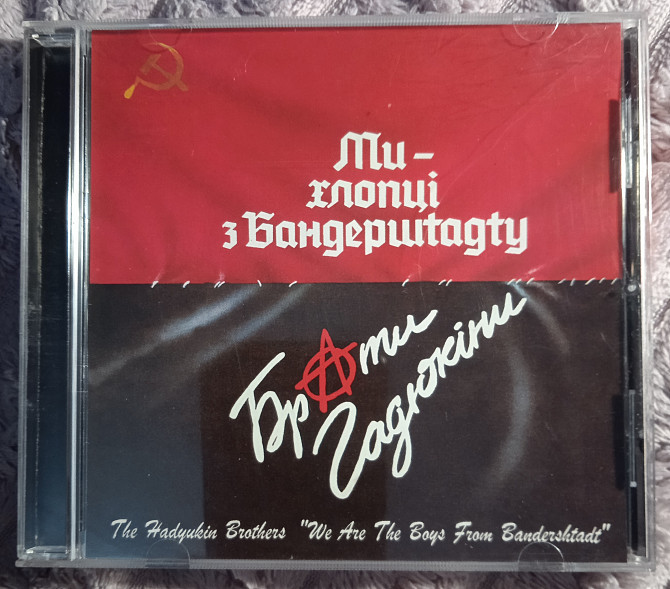 Ми –
хлопці
з Бандерштадту
Брати
Гадюкіни
The Hadyukin Brothers "We Are The Boys From Bandershtadt"